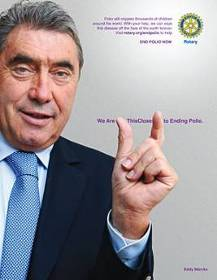 Polio still cripples thousands of children
around the world. With your help, we can wipe
this disease off the face of the earth forever.
Visit rotary.org/endpolio to help.
END POLIO NOW
Rotary
We Are ThisClose to Ending Polio.
Eddy Merckx